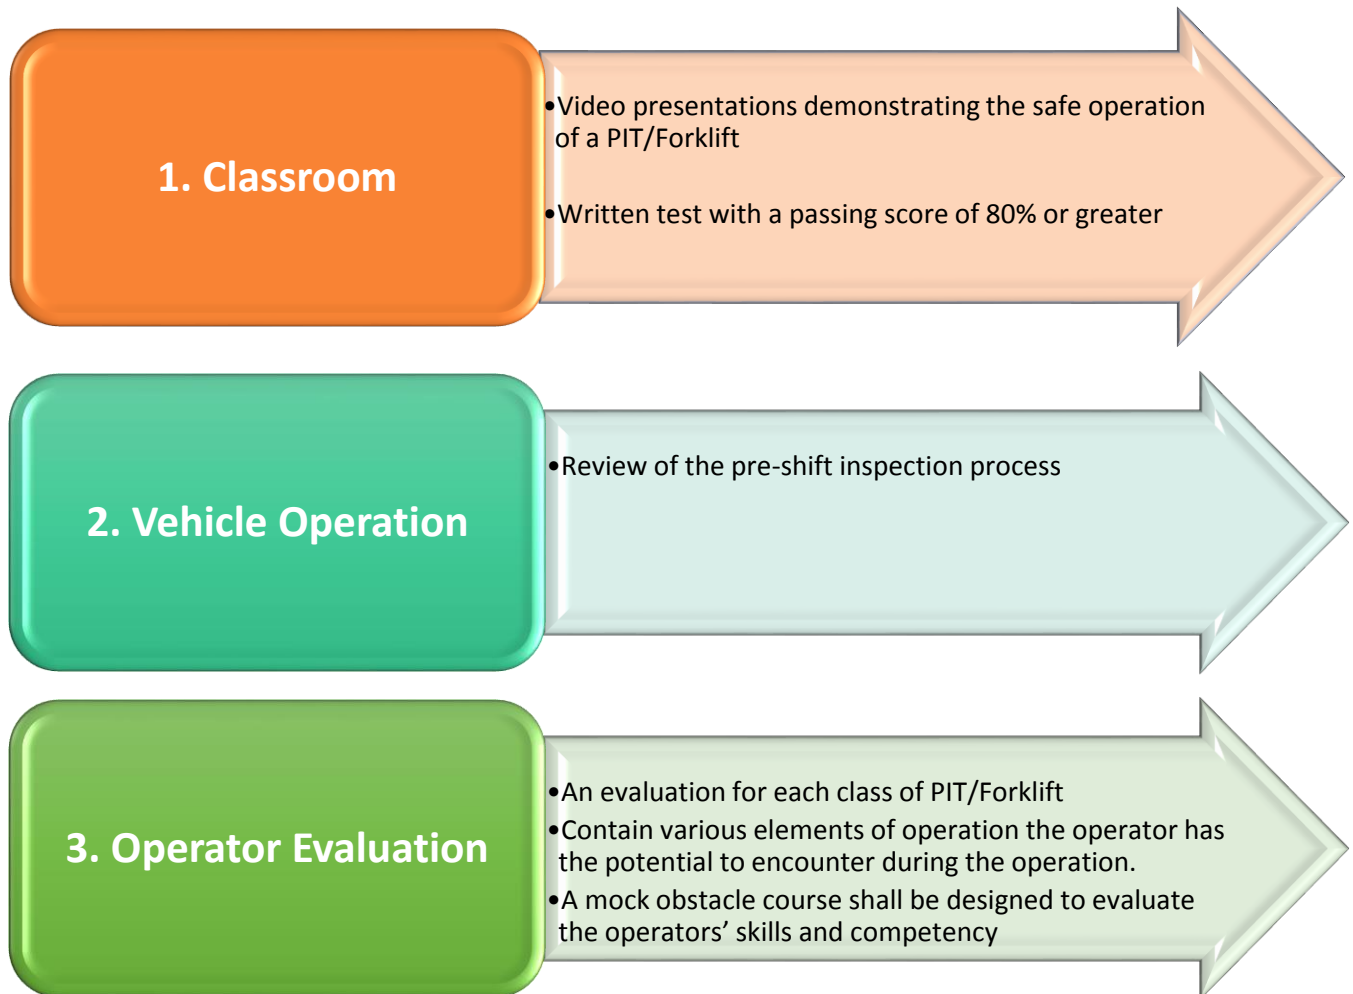 1. Classroom
•Video presentations demonstrating the safe operation
of a PIT/Forklift
•Written test with a passing score of 80% or greater
2. Vehicle Operation
•Review of the pre-shift inspection process
3. Operator Evaluation
•An evaluation for each class of PIT/Forklift
•Contain various elements of operation the operator has
the potential to encounter during the operation.
•A mock obstacle course shall be designed to evaluate
the operators’ skills and competency